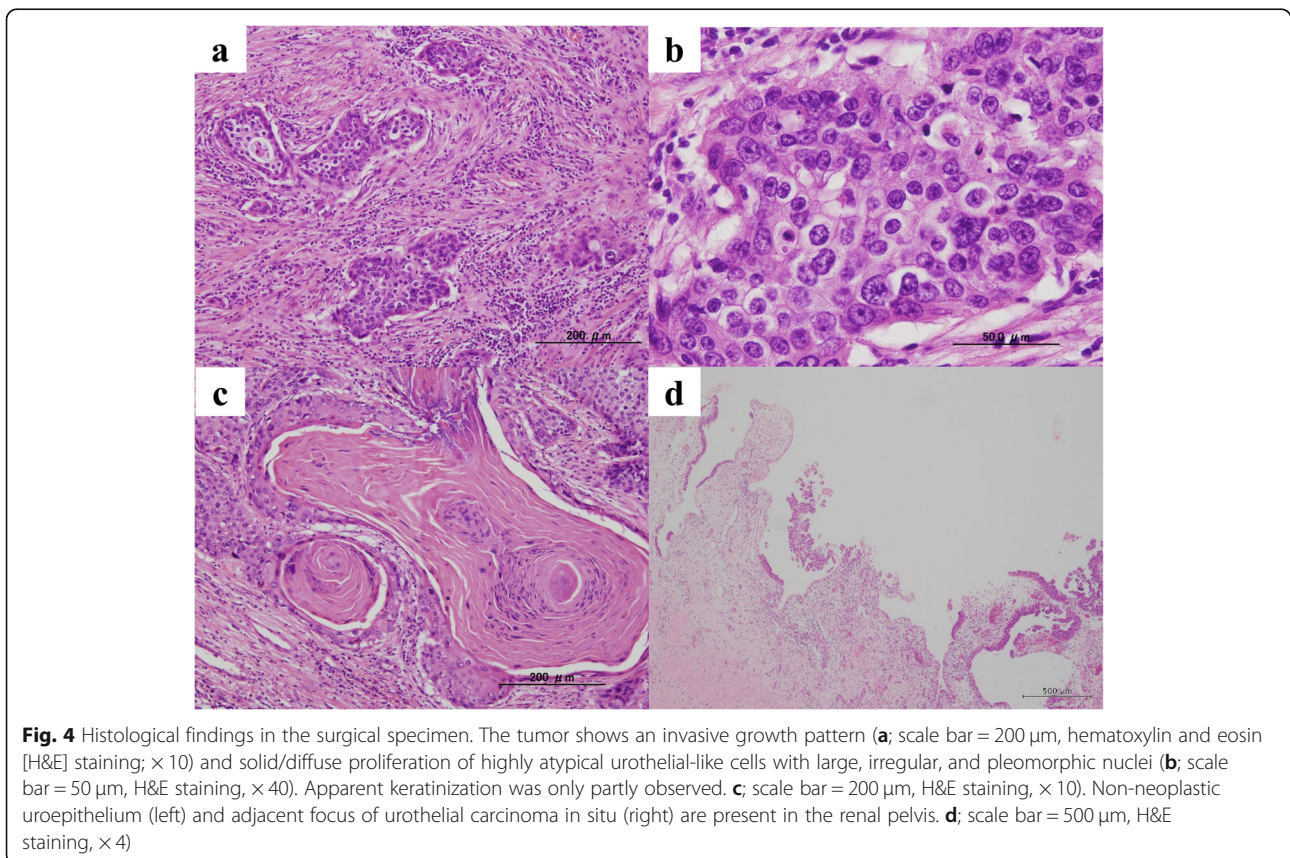 a
b
200 μm
50.0 μm
c
d
200 μm
500 μm
Fig. 4 Histological findings in the surgical specimen. The tumor shows an invasive growth pattern (a; scale bar = 200 μm, hematoxylin and eosin
[H&E] staining; × 10) and solid/diffuse proliferation of highly atypical urothelial-like cells with large, irregular, and pleomorphic nuclei (b; scale
bar = 50 μm, H&E staining, × 40). Apparent keratinization was only partly observed. c; scale bar = 200 μm, H&E staining, × 10). Non-neoplastic
uroepithelium (left) and adjacent focus of urothelial carcinoma in situ (right) are present in the renal pelvis. d; scale bar = 500 μm, H&E
staining, × 4)